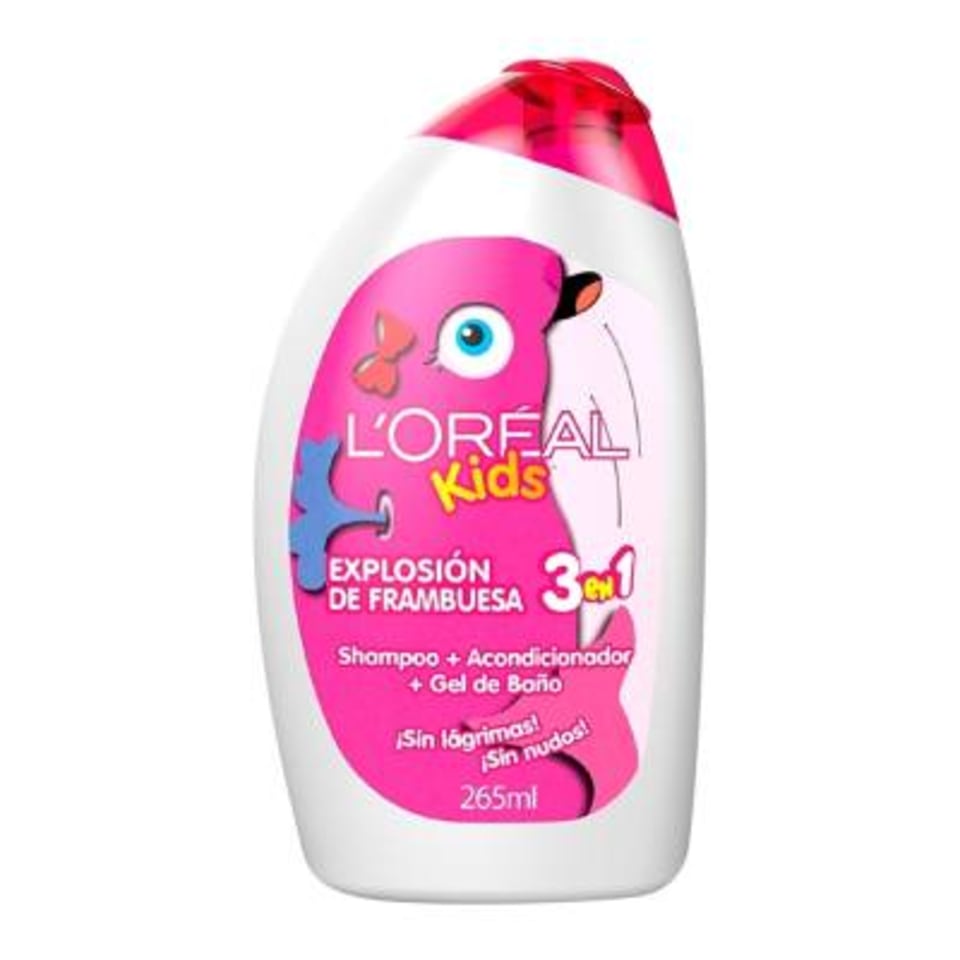 L'ORÉAL
Kids
EXPLOSIÓN
DE FRAMBUESA
3 en 1
Shampoo + Acondicionador
+ Gel de Baño
¡Sin lágrimas!
¡Sin nudos!
265ml